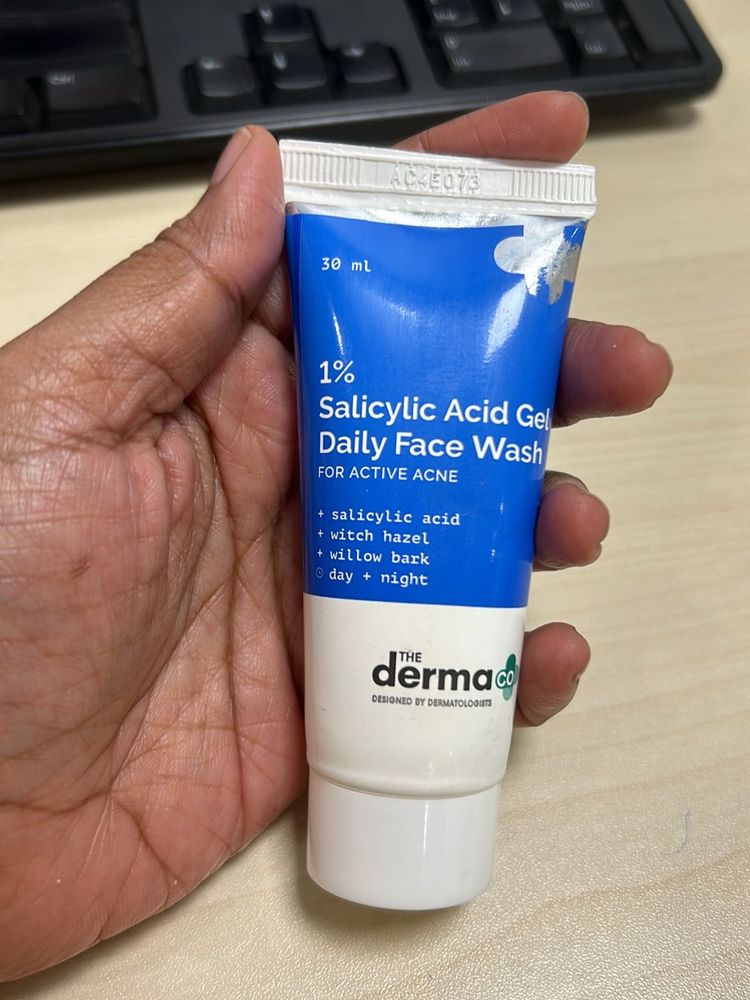 AC4E073
30 ml
1%
Salicylic Acid Gel
Daily Face Wash
FOR ACTIVE ACNE
+ salicylic acid
+ witch hazel
+ willow bark
day + night
THE
derma co
DESIGNED BY DERMATOLOGISTS